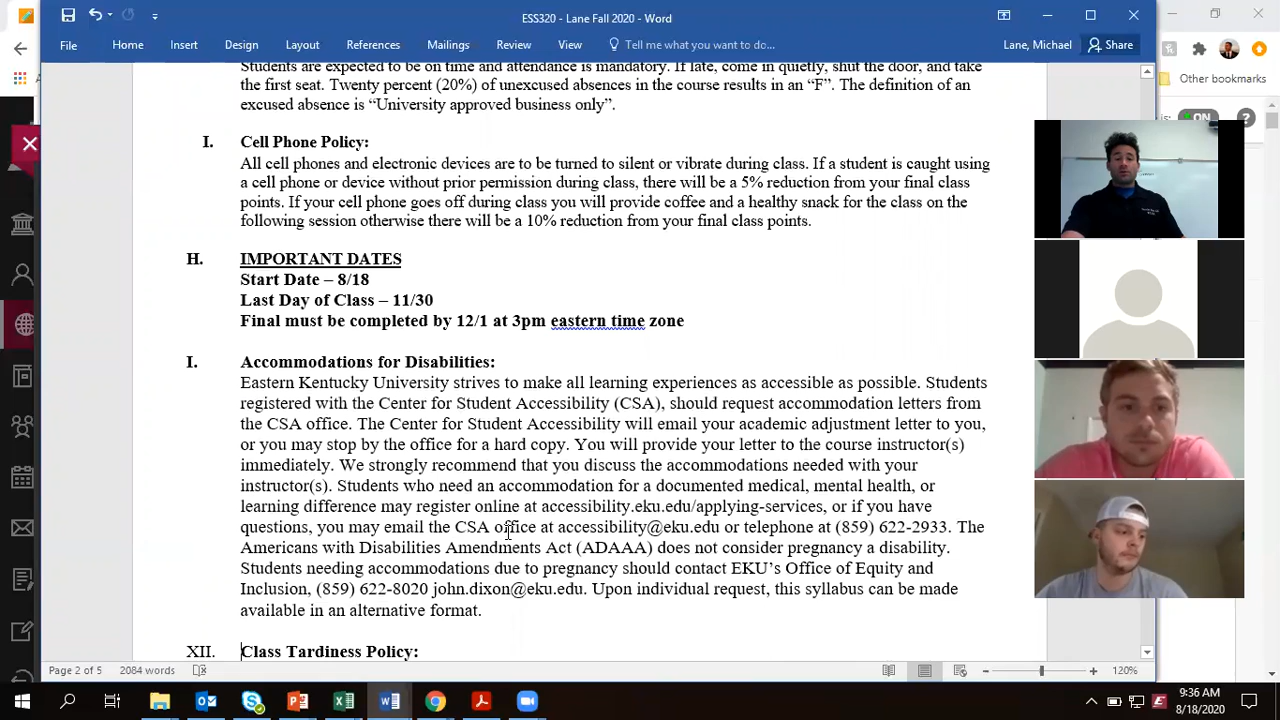 ESS320 - Lane Fall 2020 - Word
File Home Insert Design Layout References Mailings Review View Tell me what you want to do... Lane, Michael Share
Other bookmarks
ON
Students are expected to be on time and attendance is mandatory. If late, come in quietly, shut the door, and take
the first seat. Twenty percent (20%) of unexcused absences in the course results in an “F”. The definition of an
excused absence is “University approved business only”.
I. Cell Phone Policy:
All cell phones and electronic devices are to be turned to silent or vibrate during class. If a student is caught using
a cell phone or device without prior permission during class, there will be a 5% reduction from your final class
points. If your cell phone goes off during class you will provide coffee and a healthy snack for the class on the
following session otherwise there will be a 10% reduction from your final class points.
H. IMPORTANT DATES
Start Date – 8/18
Last Day of Class – 11/30
Final must be completed by 12/1 at 3pm eastern time zone
I. Accommodations for Disabilities:
Eastern Kentucky University strives to make all learning experiences as accessible as possible. Students
registered with the Center for Student Accessibility (CSA), should request accommodation letters from
the CSA office. The Center for Student Accessibility will email your academic adjustment letter to you,
or you may stop by the office for a hard copy. You will provide your letter to the course instructor(s)
immediately. We strongly recommend that you discuss the accommodations needed with your
instructor(s). Students who need an accommodation for a documented medical, mental health, or
learning difference may register online at accessibility.eku.edu/applying-services, or if you have
questions, you may email the CSA office at accessibility@eku.edu or telephone at (859) 622-2933. The
Americans with Disabilities Amendments Act (ADAAA) does not consider pregnancy a disability.
Students needing accommodations due to pregnancy should contact EKU’s Office of Equity and
Inclusion, (859) 622-8020 john.dixon@eku.edu. Upon individual request, this syllabus can be made
available in an alternative format.
XII. Class Tardiness Policy:
Page 2 of 5 2084 words 120%
9:36 AM
8/18/2020